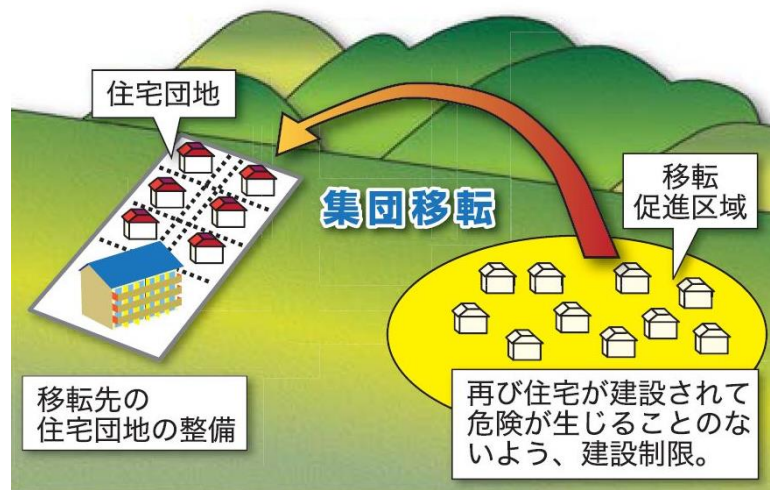 住宅団地
集団移転
移転
促進区域
移転先の
住宅団地の整備
再び住宅が建設されて
危険が生じることのな
いよう、建設制限。